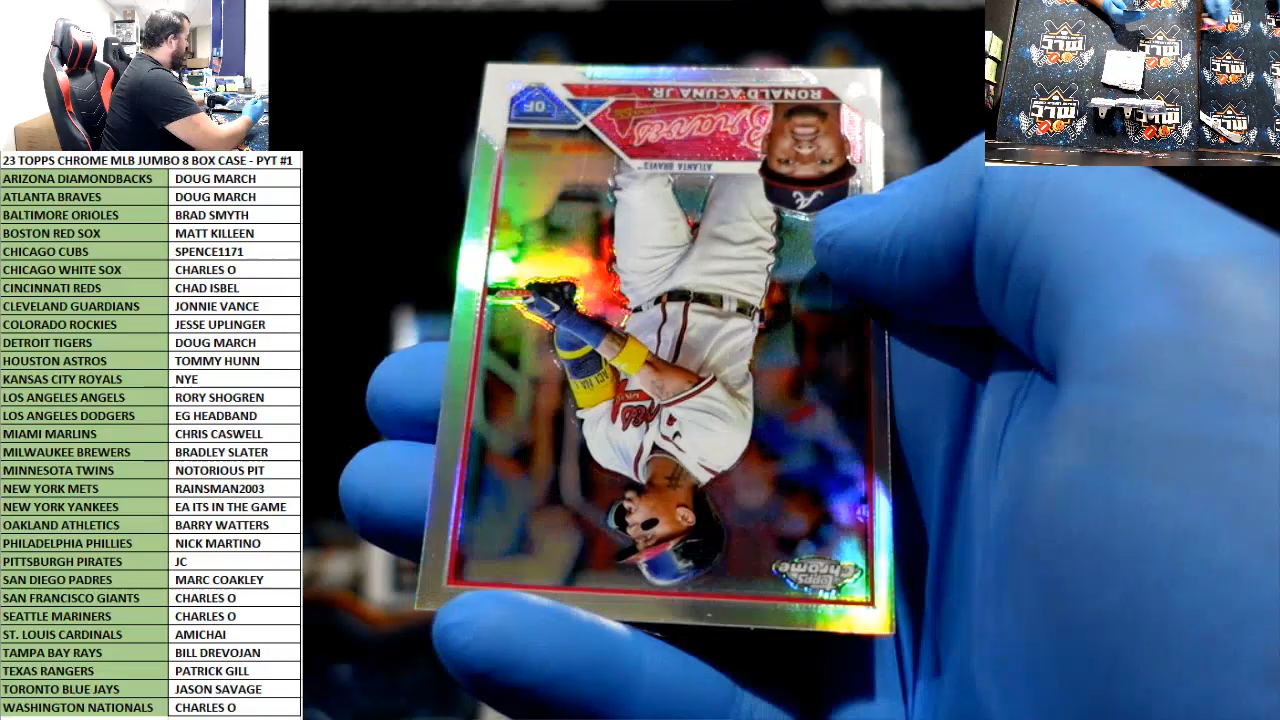 23 TOPPS CHROME MLB JUMBO 8 BOX CASE - PYT #1
ARIZONA DIAMONDBACKS DOUG MARCH
ATLANTA BRAVES DOUG MARCH
BALTIMORE ORIOLES BRAD SMYTH
BOSTON RED SOX MATT KILLEEN
CHICAGO CUBS SPENCE1171
CHICAGO WHITE SOX CHARLES O
CINCINNATI REDS CHAD ISBEL
CLEVELAND GUARDIANS JONNIE VANCE
COLORADO ROCKIES JESSE UPLINGER
DETROIT TIGERS DOUG MARCH
HOUSTON ASTROS TOMMY HUNN
KANSAS CITY ROYALS NYE
LOS ANGELES ANGELS RORY SHOGREN
LOS ANGELES DODGERS EG HEADBAND
MIAMI MARLINS CHRIS CASWELL
MILWAUKEE BREWERS BRADLEY SLATER
MINNESOTA TWINS NOTORIOUS PIT
NEW YORK METS RAINSMAN2003
NEW YORK YANKEES EA ITS IN THE GAME
OAKLAND ATHLETICS BARRY WATTERS
PHILADELPHIA PHILLIES NICK MARTINO
PITTSBURGH PIRATES JC
SAN DIEGO PADRES MARC COAKLEY
SAN FRANCISCO GIANTS CHARLES O
SEATTLE MARINERS CHARLES O
ST. LOUIS CARDINALS AMICHAI
TAMPA BAY RAYS BILL DREVOJAN
TEXAS RANGERS PATRICK GILL
TORONTO BLUE JAYS JASON SAVAGE
WASHINGTON NATIONALS CHARLES O
RONALD ACUNA JR.
OF
Braves
ATLANTA BRAVES
A
Topps
Chrome
MLC
MLC
MLC
MLC